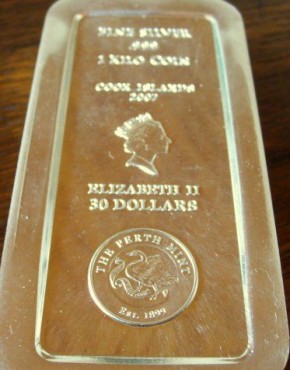 FINE SILVER
.999
1 KILO COIN
COOK ISLANDS
2007
ELIZABETH II
30 DOLLARS
THE PERTH MINT
EST. 1899